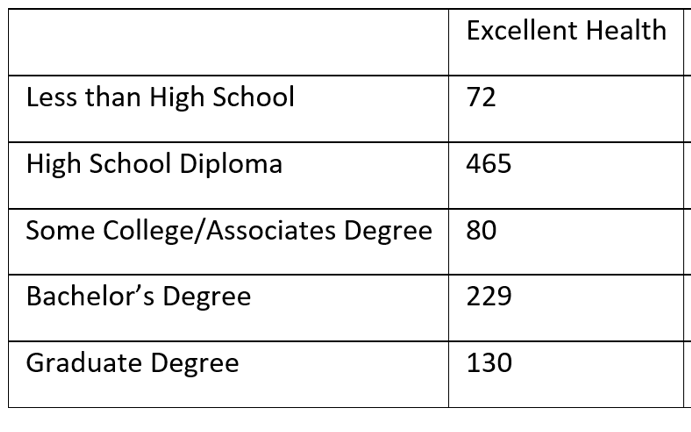 Excellent Health
Less than High School 72
High School Diploma 465
Some College/Associates Degree 80
Bachelor’s Degree 229
Graduate Degree 130